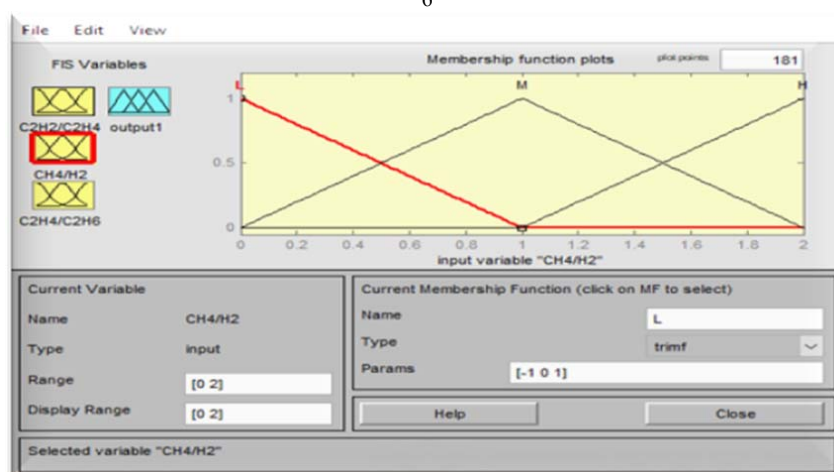 6
File Edit View
FIS Variables
Membership function plots
plot points 181
C2H2/C2H4 output1
CH4/H2
C2H4/C2H6
L M H
1
0.5
0
0 0.2 0.4 0.6 0.8 1 1.2 1.4 1.6 1.8 2
input variable "CH4/H2"
Current Variable
Name CH4/H2
Type input
Range [0 2]
Display Range [0 2]
Current Membership Function (click on MF to select)
Name L
Type trimf
Params [-1 0 1]
Help Close
Selected variable "CH4/H2"